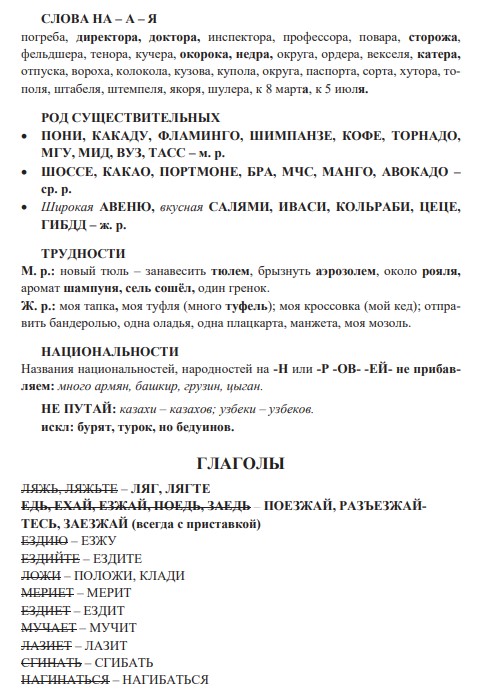 СЛОВА НА – А – Я
погреба, директора, доктора, инспектора, профессора, повара, сторожа,
фельдшера, тенора, кучера, окорока, недра, округа, ордера, векселя, катера,
отпуска, вороха, колокола, кузова, купола, округа, паспорта, сорта, хутора, то-
поля, штабеля, штемпеля, якоря, шулера, к 8 марта, к 5 июля.
РОД СУЩЕСТВИТЕЛЬНЫХ
• ПОНИ, КАКАДУ, ФЛАМИНГО, ШИМПАНЗЕ, КОФЕ, ТОРНАДО,
МГУ, МИД, ВУЗ, ТАСС – м. р.
• ШОССЕ, КАКАО, ПОРТМОНЕ, БРА, МЧС, МАНГО, АВОКАДО –
ср. р.
• Широкая АВЕНЮ, вкусная САЛЯМИ, ИВАСИ, КОЛЬРАБИ, ЦЕЦЕ,
ГИБДД – ж. р.
ТРУДНОСТИ
М. р.: новый тюль – занавесить тюлем, брызнуть аэрозолем, около рояля,
аромат шампуня, сель сошёл, один гренок.
Ж. р.: моя тапка, моя туфля (много туфель); моя кроссовка (мой кед); отпра-
вить бандеролью, одна оладья, одна плацкарта, манжета, моя мозоль.
НАЦИОНАЛЬНОСТИ
Названия национальностей, народностей на -Н или -Р -ОВ- -ЕЙ- не прибав-
ляем: много армян, башкир, грузин, цыган.
НЕ ПУТАЙ: казахи – казахов; узбеки – узбеков.
искл: бурят, турок, но бедуинов.
ГЛАГОЛЫ
ЛЯЖЬ, ЛЯЖЬТЕ – ЛЯГ, ЛЯГТЕ
ЕДЬ, ЕХАЙ, ЕЗЖАЙ, ПОЕДЬ, ЗАЕДЬ – ПОЕЗЖАЙ, РАЗЪЕЗЖАЙ-
ТЕСЬ, ЗАЕЗЖАЙ (всегда с приставкой)
ЕЗДИЮ – ЕЗЖУ
ЕЗДИЙТЕ – ЕЗДИТЕ
ЛОЖИ – ПОЛОЖИ, КЛАДИ
МЕРИЕТ – МЕРИТ
ЕЗДИЕТ – ЕЗДИТ
МУЧАЕТ – МУЧИТ
ЛАЗИЕТ – ЛАЗИТ
СГИНАТЬ – СГИБАТЬ
НАГИНАТЬСЯ – НАГИБАТЬСЯ